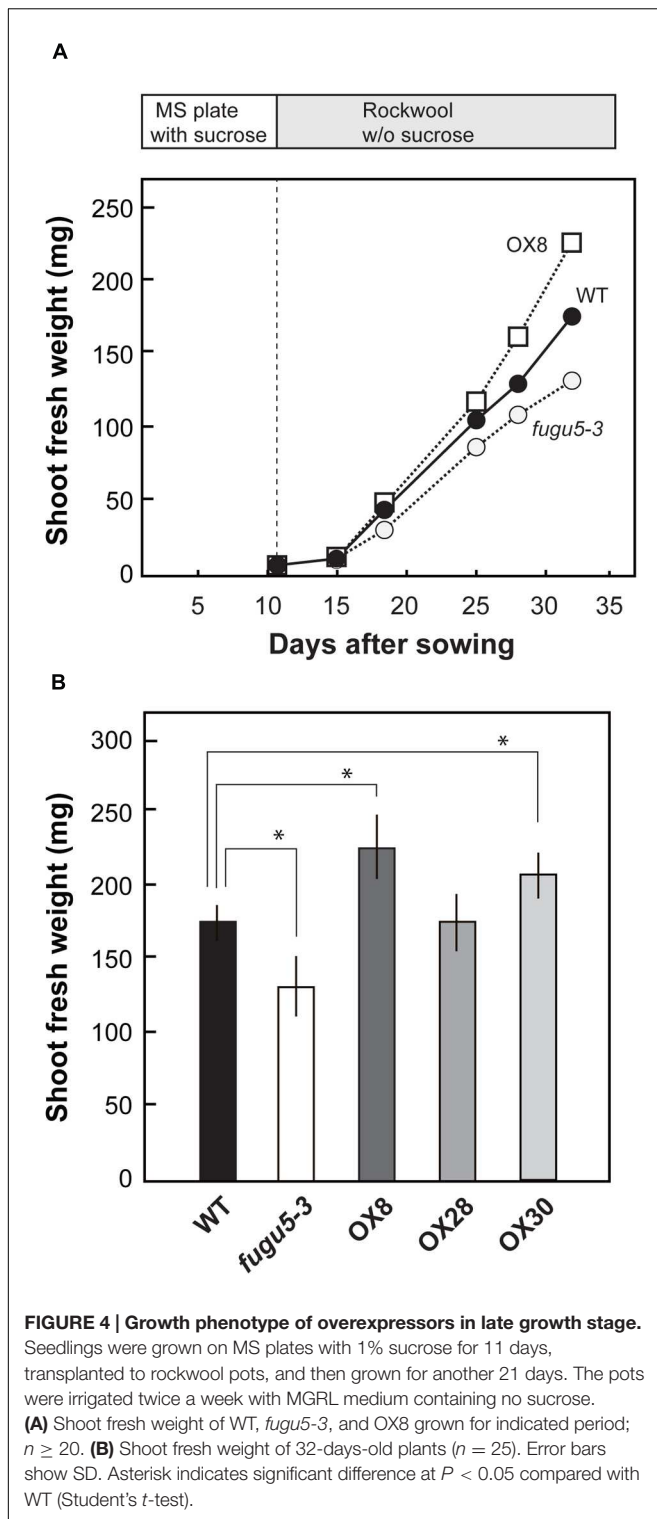 A
MS plate
with sucrose
Rockwool
w/o sucrose
Shoot fresh weight (mg)
250
200
150
100
50
0
OX8
WT
fugu5-3
5
10
15
20
25
30
35
Days after sowing
B
Shoot fresh weight (mg)
300
250
200
150
100
50
0
*
*
*
WT
fugu5-3
OX8
OX28
OX30
FIGURE 4 | Growth phenotype of overexpressors in late growth stage.
Seedlings were grown on MS plates with 1% sucrose for 11 days,
transplanted to rockwool pots, and then grown for another 21 days. The pots
were irrigated twice a week with MGRL medium containing no sucrose.
(A) Shoot fresh weight of WT, fugu5-3, and OX8 grown for indicated period;
n ≥ 20. (B) Shoot fresh weight of 32-days-old plants (n = 25). Error bars
show SD. Asterisk indicates significant difference at P < 0.05 compared with
WT (Student's t-test).